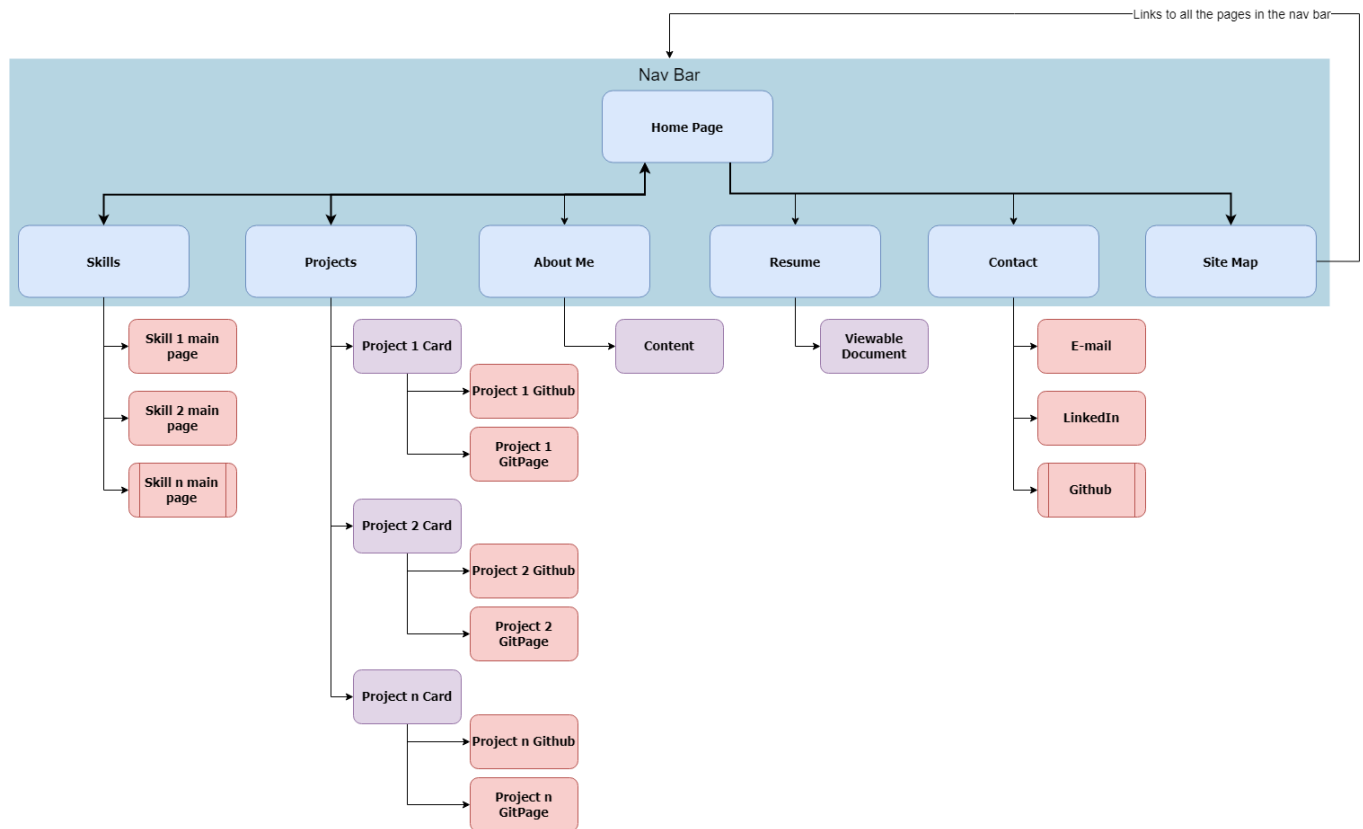 Links to all the pages in the nav bar
Nav Bar
Home Page
Skills
Projects
About Me
Resume
Contact
Site Map
Skill 1 main
page
Skill 2 main
page
Skill n main
page
Project 1 Card
Project 1 Github
Project 1
GitPage
Project 2 Card
Project 2 Github
Project 2
GitPage
Project n Card
Project n Github
Project n
GitPage
Content
Viewable
Document
E-mail
LinkedIn
Github